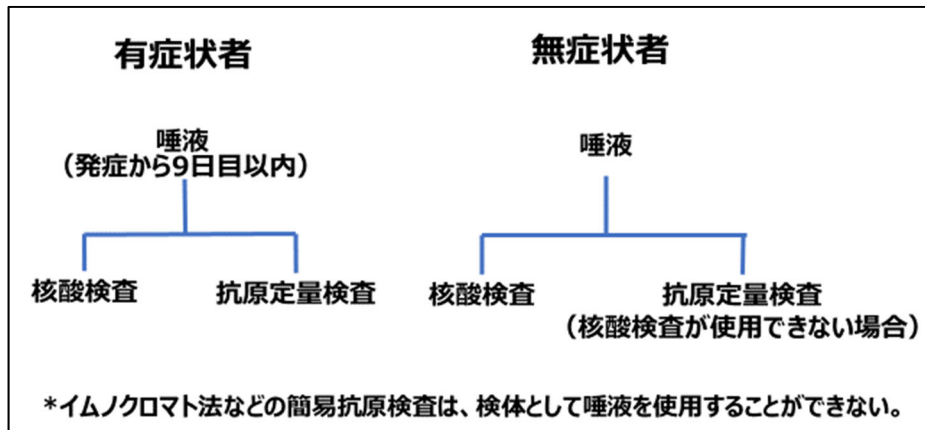 有症状者
唾液
（発症から9日目以内）
核酸検査
抗原定量検査
無症状者
唾液
核酸検査
抗原定量検査
（核酸検査が使用できない場合）
*イムノクロマト法などの簡易抗原検査は、検体として唾液を使用することができない。